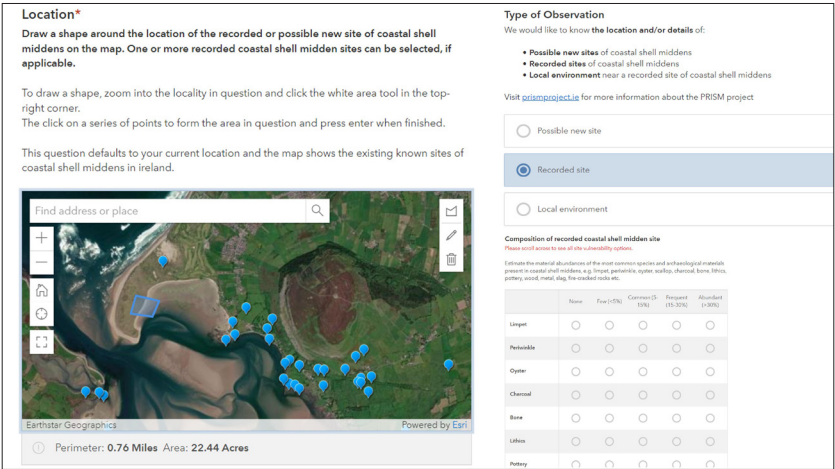 Location*
Draw a shape around the location of the recorded or possible new site of coastal shell
middens on the map. One or more recorded coastal shell midden sites can be selected, if
applicable.
To draw a shape, zoom into the locality in question and click the white area tool in the top-
right corner.
The click on a series of points to form the area in question and press enter when finished.
This question defaults to your current location and the map shows the existing known sites of
coastal shell middens in ireland.
Find address or place
Earthstar Geographics
Powered by Esri
Perimeter: 0.76 Miles Area: 22.44 Acres
Type of Observation
We would like to know the location and/or details of:
• Possible new sites of coastal shell middens
• Recorded sites of coastal shell middens
• Local environment near a recorded site of coastal shell middens
Visit prismproject.ie for more information about the PRISM project
Possible new site
Recorded site
Local environment
Composition of recorded coastal shell midden site
Please scroll across to see all site vulnerability options.
Estimate the material abundances of the most common species and archaeological materials
present in coastal shell middens, e.g. limpet, periwinkle, oyster, scallop, charcoal, bone, lithics,
pottery, wood, metal, slag, fire-cracked rocks etc.
None Few (<5%) Common (5- Frequent Abundant
15%) (15-30%) (>30%)
Limpet
Periwinkle
Oyster
Charcoal
Bone
Lithics
Pottery